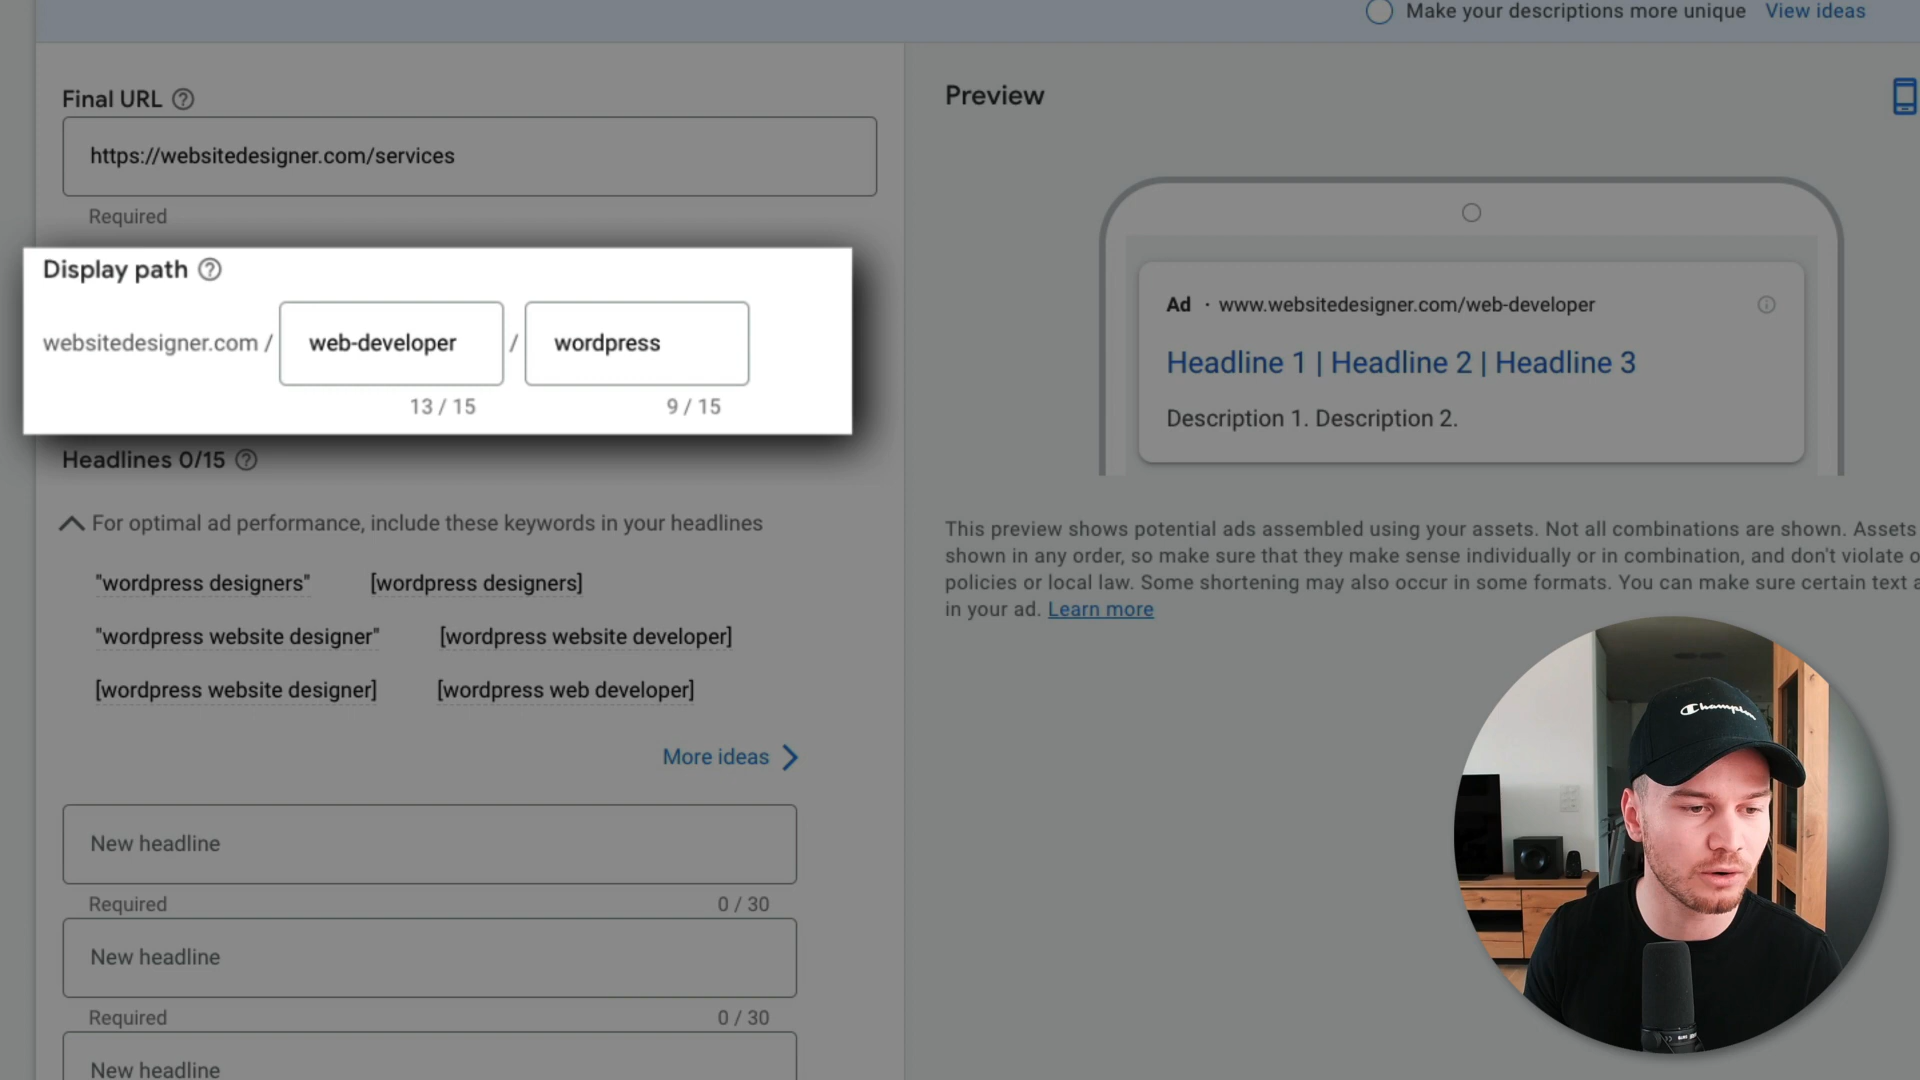 Make your descriptions more unique View ideas
Final URL
https://websitedesigner.com/services
Required
Display path
websitedesigner.com / web-developer / wordpress
13 / 15 9 / 15
Headlines 0/15
For optimal ad performance, include these keywords in your headlines
"wordpress designers" [wordpress designers]
"wordpress website designer" [wordpress website developer]
[wordpress website designer] [wordpress web developer]
More ideas
New headline
Required 0 / 30
New headline
Required 0 / 30
New headline
Preview
Ad · www.websitedesigner.com/web-developer
Headline 1 | Headline 2 | Headline 3
Description 1. Description 2.
This preview shows potential ads assembled using your assets. Not all combinations are shown. Assets
shown in any order, so make sure that they make sense individually or in combination, and don't violate
policies or local law. Some shortening may also occur in some formats. You can make sure certain text
in your ad. Learn more
Champion